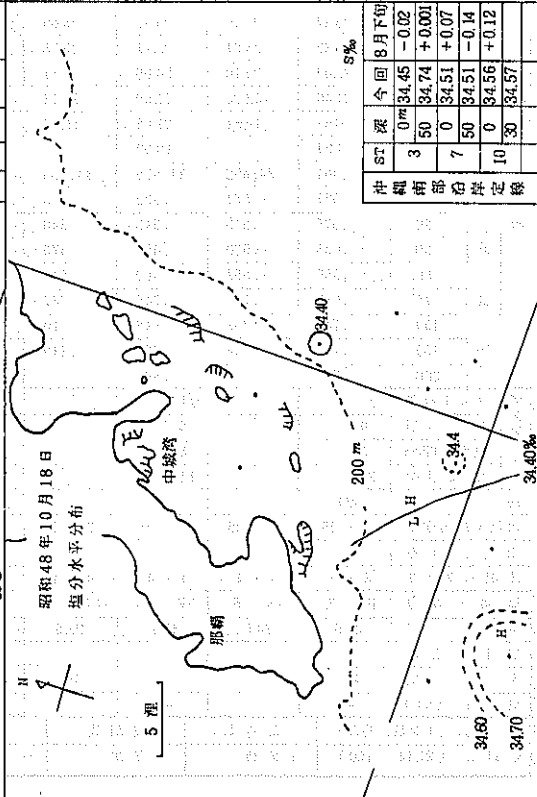 N
昭和48年10月18日
塩分水平分布
5 浬
那覇
中城湾
34.40
200 m
34.4
L H
34.40‰
H
34.60
34.70
S‰
沖縄南部沿岸定線
ST 深 今回 8月下旬
3 0m 34.45 -0.02
50 34.74 +0.001
7 0 34.51 +0.07
50 34.51 -0.14
10 0 34.56 +0.12
30 34.57